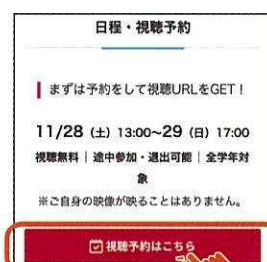 日程・視聴予約
まずは予約をして視聴URLをGET！
11/28（土）13:00~29（日）17:00
視聴無料｜途中参加・退出可能｜全学年対
象
※ご自身の映像が映ることはありません。
視聴予約はこちら